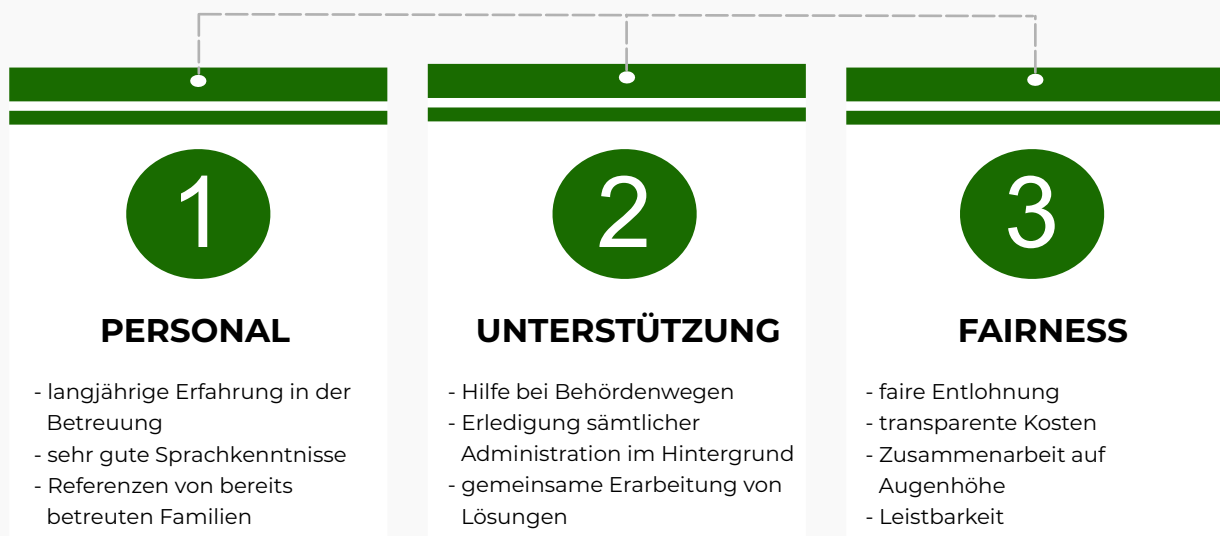 1
PERSONAL
- langjährige Erfahrung in der
Betreuung
- sehr gute Sprachkenntnisse
- Referenzen von bereits
betreuten Familien
2
UNTERSTÜTZUNG
- Hilfe bei Behördenwegen
- Erledigung sämtlicher
Administration im Hintergrund
- gemeinsame Erarbeitung von
Lösungen
3
FAIRNESS
- faire Entlohnung
- transparente Kosten
- Zusammenarbeit auf
Augenhöhe
- Leistbarkeit